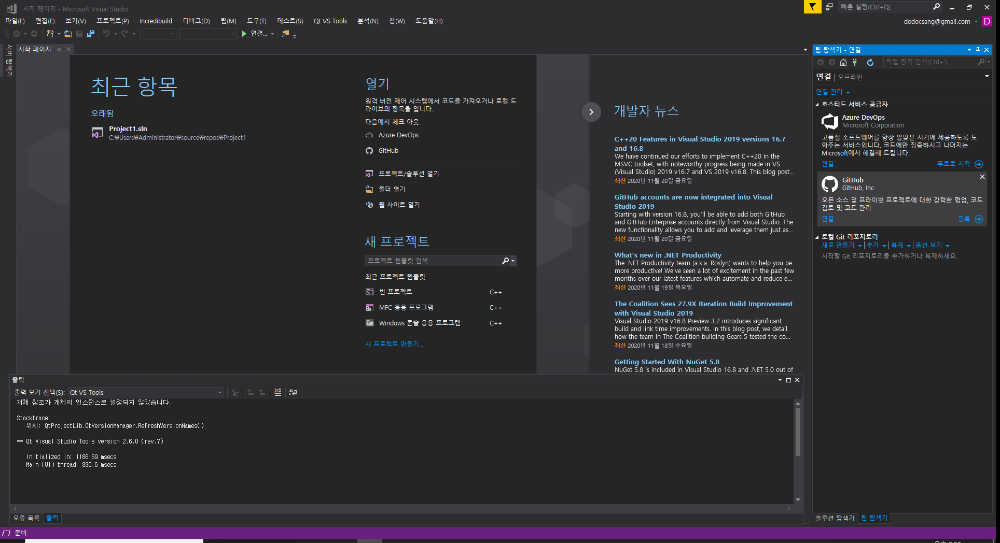 시작 페이지 - Microsoft Visual Studio
빠른 실행(Ctrl+Q)
파일(F) 편집(E) 보기(V) 프로젝트(P) Incredibuild 디버그(D) 팀(M) 도구(T) 테스트(S) Qt VS Tools 분석(N) 창(W) 도움말(H)
dodocsang@gmail.com D
연결...
서버 탐색기
시작 페이지
최근 항목
오래됨
Project1.sln
C:₩Users₩Administrator₩source₩repos₩Project1
열기
원격 버전 제어 시스템에서 코드를 가져오거나 로컬 드
라이브의 항목을 엽니다.
다음에서 체크 아웃:
Azure DevOps
GitHub
프로젝트/솔루션 열기
폴더 열기
웹 사이트 열기
새 프로젝트
프로젝트 템플릿 검색
최근 프로젝트 템플릿:
빈 프로젝트 C++
MFC 응용 프로그램 C++
Windows 콘솔 응용 프로그램 C++
새 프로젝트 만들기...
개발자 뉴스
C++20 Features in Visual Studio 2019 versions 16.7
and 16.8
We have continued our efforts to implement C++20 in the
MSVC toolset, with noteworthy progress being made in VS
(Visual Studio) 2019 v16.7 and VS 2019 v16.8. This blog post...
최신 2020년 11월 20일 금요일
GitHub accounts are now integrated into Visual
Studio 2019
Starting with version 16.8, you'll be able to add both GitHub
and GitHub Enterprise accounts directly from Visual Studio. The
new functionality allows you to add and leverage them just as...
최신 2020년 11월 20일 금요일
What's new in .NET Productivity
The .NET Productivity team (a.k.a. Roslyn) wants to help you be
more productive! We've seen a lot of excitement in the past few
months over our latest features which automate and reduce e...
최신 2020년 11월 19일 목요일
The Coalition Sees 27.9X Iteration Build Improvement
with Visual Studio 2019
Visual Studio 2019 v16.8 Preview 3.2 introduces significant
build and link time improvements. In this blog post, we detail
how the team in The Coalition building Gears 5 tested the co...
최신 2020년 11월 18일 수요일
Getting Started With NuGet 5.8
NuGet 5.8 is included in Visual Studio 16.8 and .NET 5.0 out of
팀 탐색기 - 연결
작업 항목 검색(Ctrl+')
연결 | 오프라인
연결 관리
호스티드 서비스 공급자
Azure DevOps
Microsoft Corporation
고품질 소프트웨어를 항상 알맞은 시기에 제공하도록 도
와주는 서비스입니다. 코드에만 집중하시고 나머지는
Microsoft에서 해결해 드립니다.
연결... 무료로 시작
GitHub
GitHub, Inc.
오픈 소스 및 프라이빗 프로젝트에 대한 강력한 협업, 코드
검토 및 코드 관리.
연결... 등록
로컬 Git 리포지토리
새로 만들기 | 추가 | 복제 | 옵션 보기
시작할 Git 리포지토리를 추가하거나 복제하세요.
솔루션 탐색기 팀 탐색기
출력
출력 보기 선택(S): Qt VS Tools
개체 참조가 개체의 인스턴스로 설정되지 않았습니다.
Stacktrace:
위치: QtProjectLib.QtVersionManager.RefreshVersionNames()
== Qt Visual Studio Tools version 2.6.0 (rev.7)
Initialized in: 1186.69 msecs
Main (UI) thread: 330.6 msecs
오류 목록 출력
준비